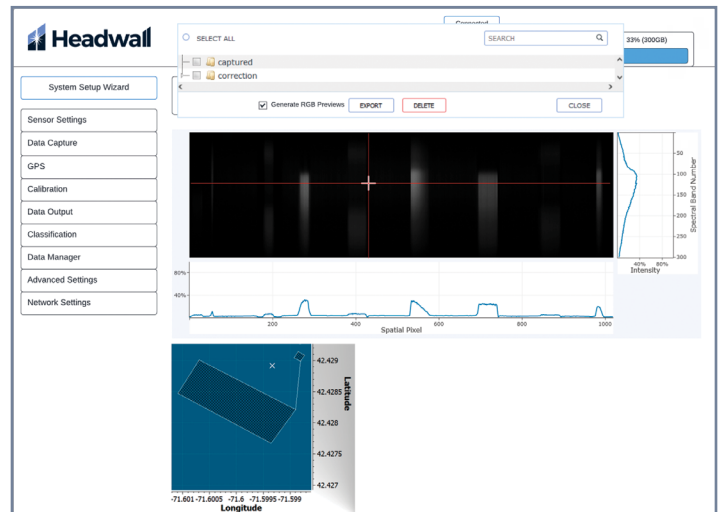 Connected
Headwall
SELECT ALL
SEARCH
33% (300GB)
captured
correction
Generate RGB Previews
EXPORT
DELETE
CLOSE
System Setup Wizard
Sensor Settings
Data Capture
GPS
Calibration
Data Output
Classification
Data Manager
Advanced Settings
Network Settings
50
100
150
200
250
300
Spectral Band Number
40% 80%
Intensity
80%
40%
200 400 600 800 1000
Spatial Pixel
42.429
42.4285
42.428
42.4275
42.427
Latitude
-71.601 -71.6005 -71.6 -71.5995 -71.599
Longitude